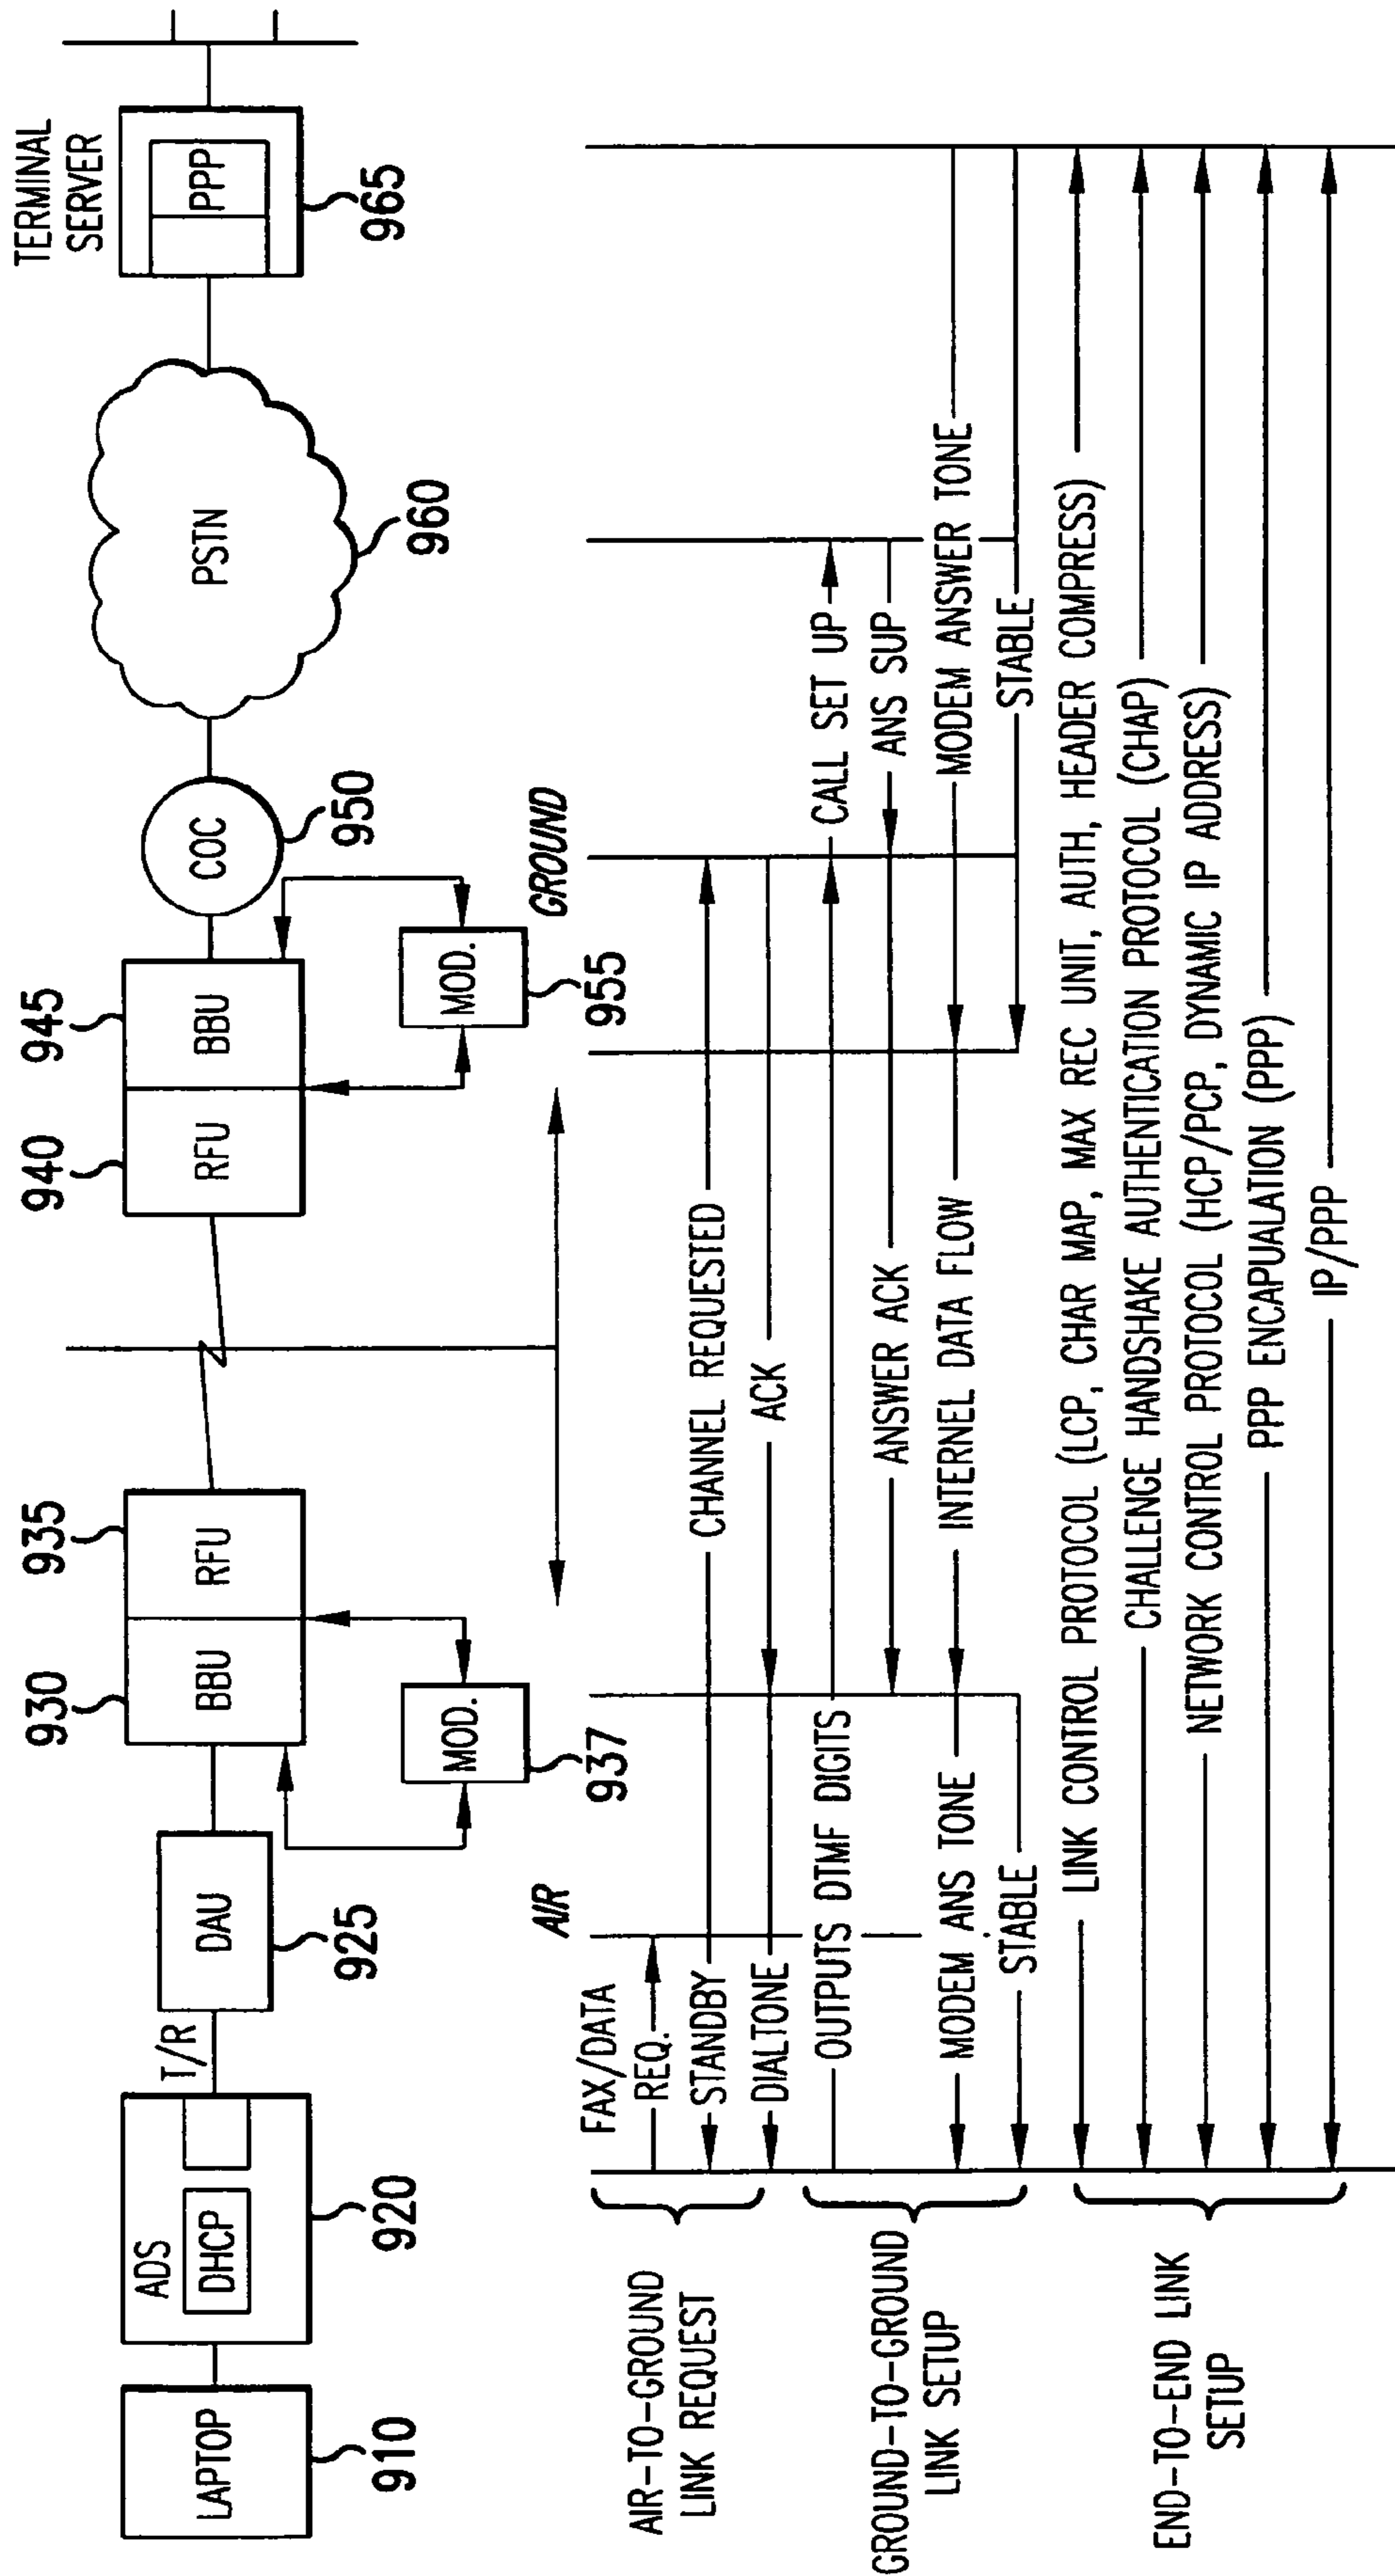 TERMINAL
SERVER
930
935
940
945
LAPTOP
ADS
DHCP
T/R
DAU
BBU
RFU
RFU
BBU
COC
PSTN
PPP
910
920
925
MOD.
937
MOD.
955
950
960
965
AIR
GROUND
AIR-TO-GROUND
LINK REQUEST
FAX/DATA
REQ.
STANDBY
CHANNEL REQUESTED
DIALTONE
ACK
GROUND-TO-GROUND
LINK SETUP
OUTPUTS DTMF DIGITS
CALL SET UP
ANSWER ACK
ANS SUP
MODEM ANS TONE
INTERNEL DATA FLOW
MODEM ANSWER TONE
STABLE
STABLE
END-TO-END LINK
SETUP
LINK CONTROL PROTOCOL (LCP, CHAR MAP, MAX REC UNIT, AUTH, HEADER COMPRESS)
CHALLENGE HANDSHAKE AUTHENTICATION PROTOCOL (CHAP)
NETWORK CONTROL PROTOCOL (HCP/PCP, DYNAMIC IP ADDRESS)
PPP ENCAPUALATION (PPP)
IP/PPP